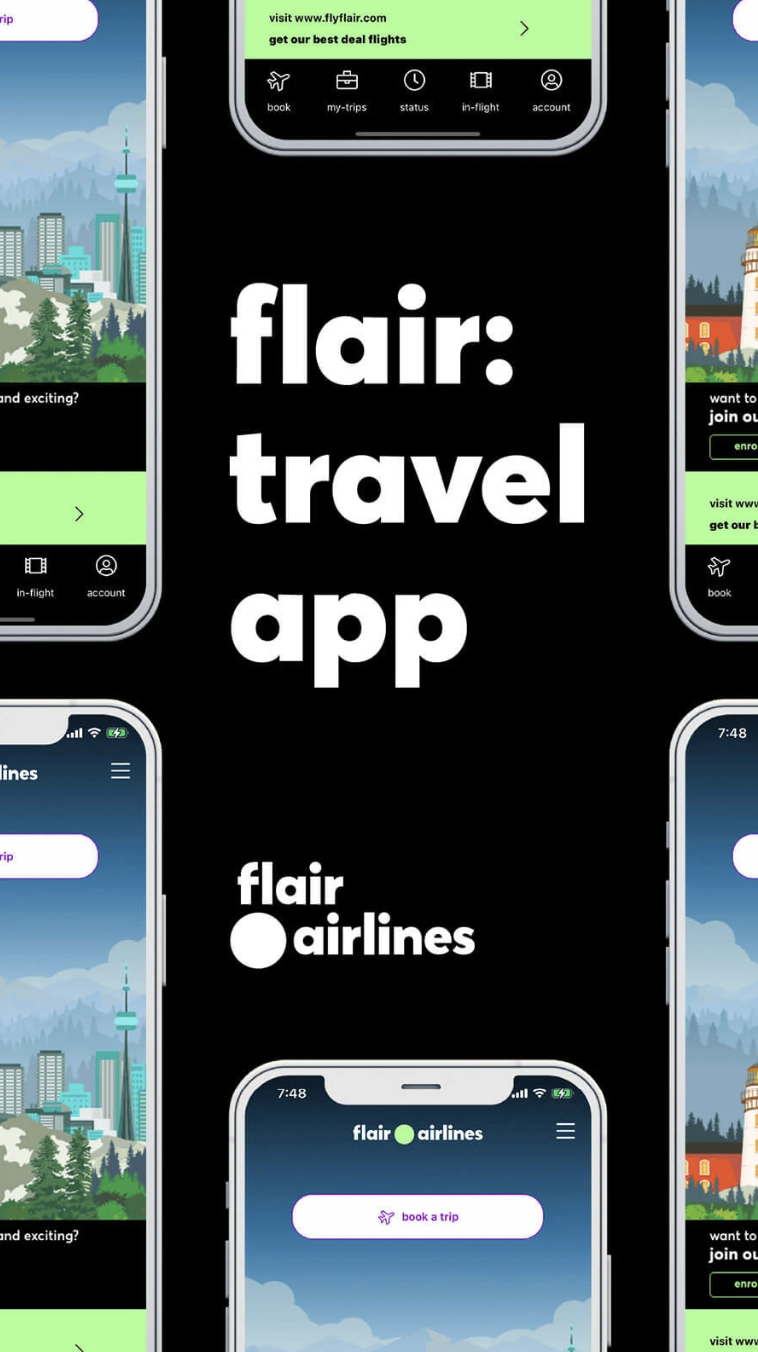 rip
visit www.flyflair.com
get our best deal flights
book
my-trips
status
in-flight
account
flair:
travel
app
and exciting?
in-flight
account
want to
join ou
enro
visit www
get our b
book
lines
rip
7:48
flair
airlines
7:48
flair airlines
book a trip
and exciting?
want to
join ou
enro
visit www